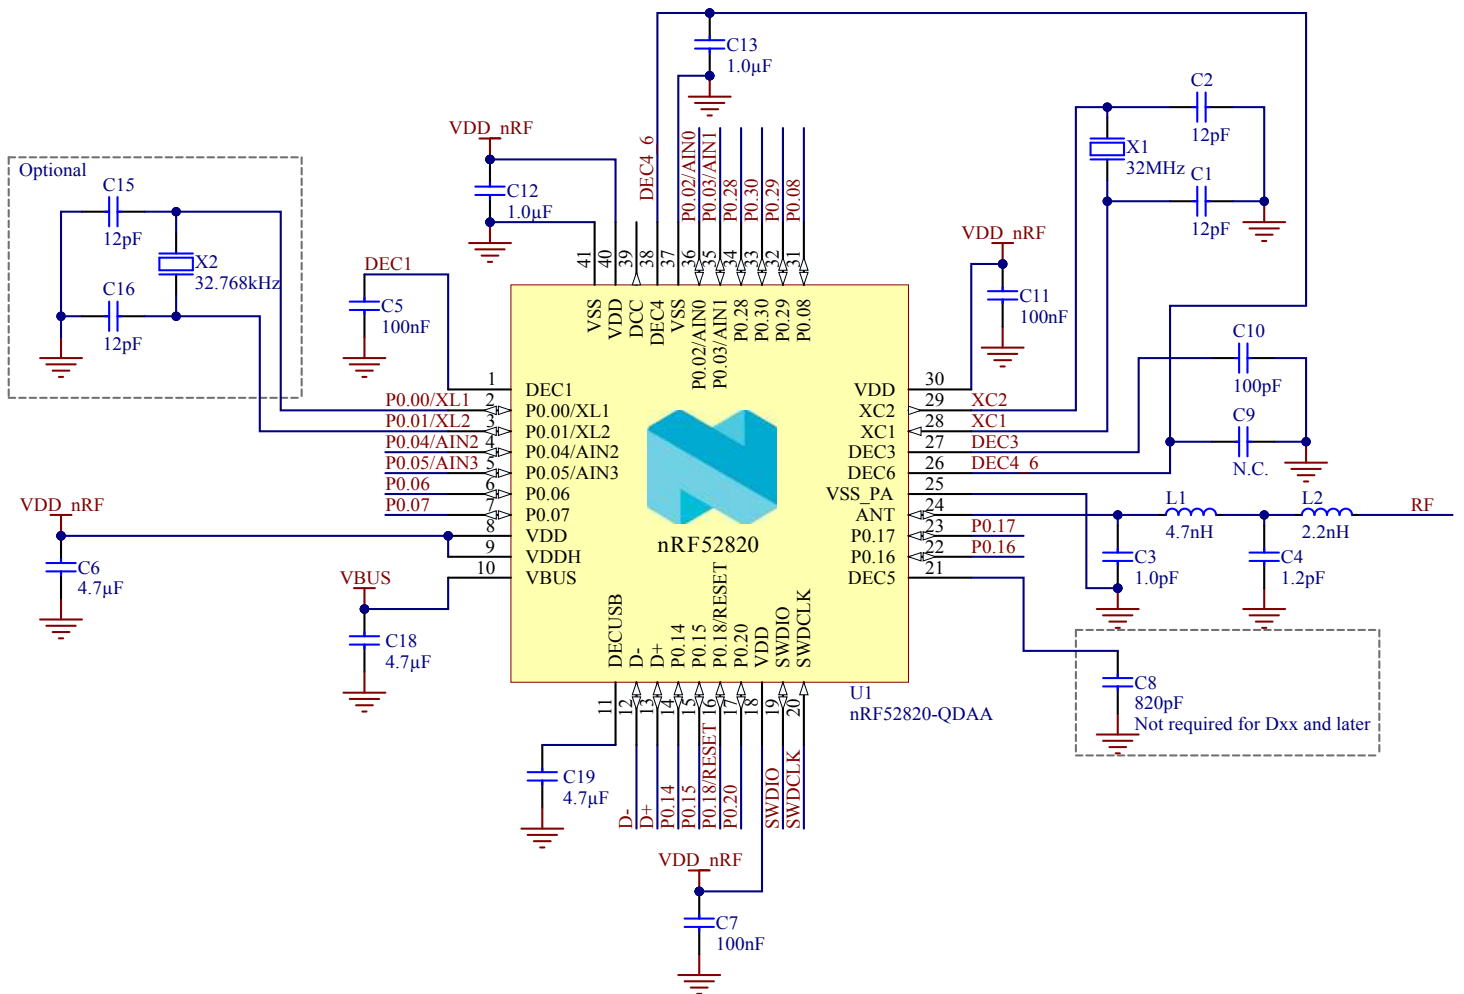 C13
1.0µF
VDD_nRF
C12
1.0µF
DEC4_6
P0.02/AIN0
P0.03/AIN1
P0.28
P0.30
P0.29
P0.08
C2
12pF
X1
32MHz
C1
12pF
Optional
C15
12pF
X2
32.768kHz
C16
12pF
DEC1
C5
100nF
VDD_nRF
C11
100nF
C10
100pF
C9
N.C.
41
40
39
38
37
36
35
34
33
32
31
VSS
VDD
DCC
DEC4
VSS
P0.02/AIN0
P0.03/AIN1
P0.28
P0.30
P0.29
P0.08
1
DEC1
P0.00/XL1
2
P0.00/XL1
P0.01/XL2
3
P0.01/XL2
P0.04/AIN2
4
P0.04/AIN2
P0.05/AIN3
5
P0.05/AIN3
P0.06
6
P0.06
P0.07
7
P0.07
8
VDD
9
VDDH
10
VBUS
VDD
30
XC2
29
XC2
XC1
28
XC1
DEC3
27
DEC3
DEC6
26
DEC4_6
VSS_PA
25
ANT
24
P0.17
23
P0.17
P0.16
22
P0.16
DEC5
21
nRF52820
VDD_nRF
C6
4.7µF
VBUS
C18
4.7µF
L1
4.7nH
L2
2.2nH
RF
C3
1.0pF
C4
1.2pF
DECUSB
D-
D+
P0.14
P0.15
P0.18/RESET
P0.20
VDD
SWDIO
SWDCLK
U1
nRF52820-QDAA
11
12
13
14
15
16
17
18
19
20
C8
820pF
Not required for Dxx and later
C19
4.7µF
D-
D+
P0.14
P0.15
P0.18/RESET
P0.20
SWDIO
SWDCLK
VDD_nRF
C7
100nF